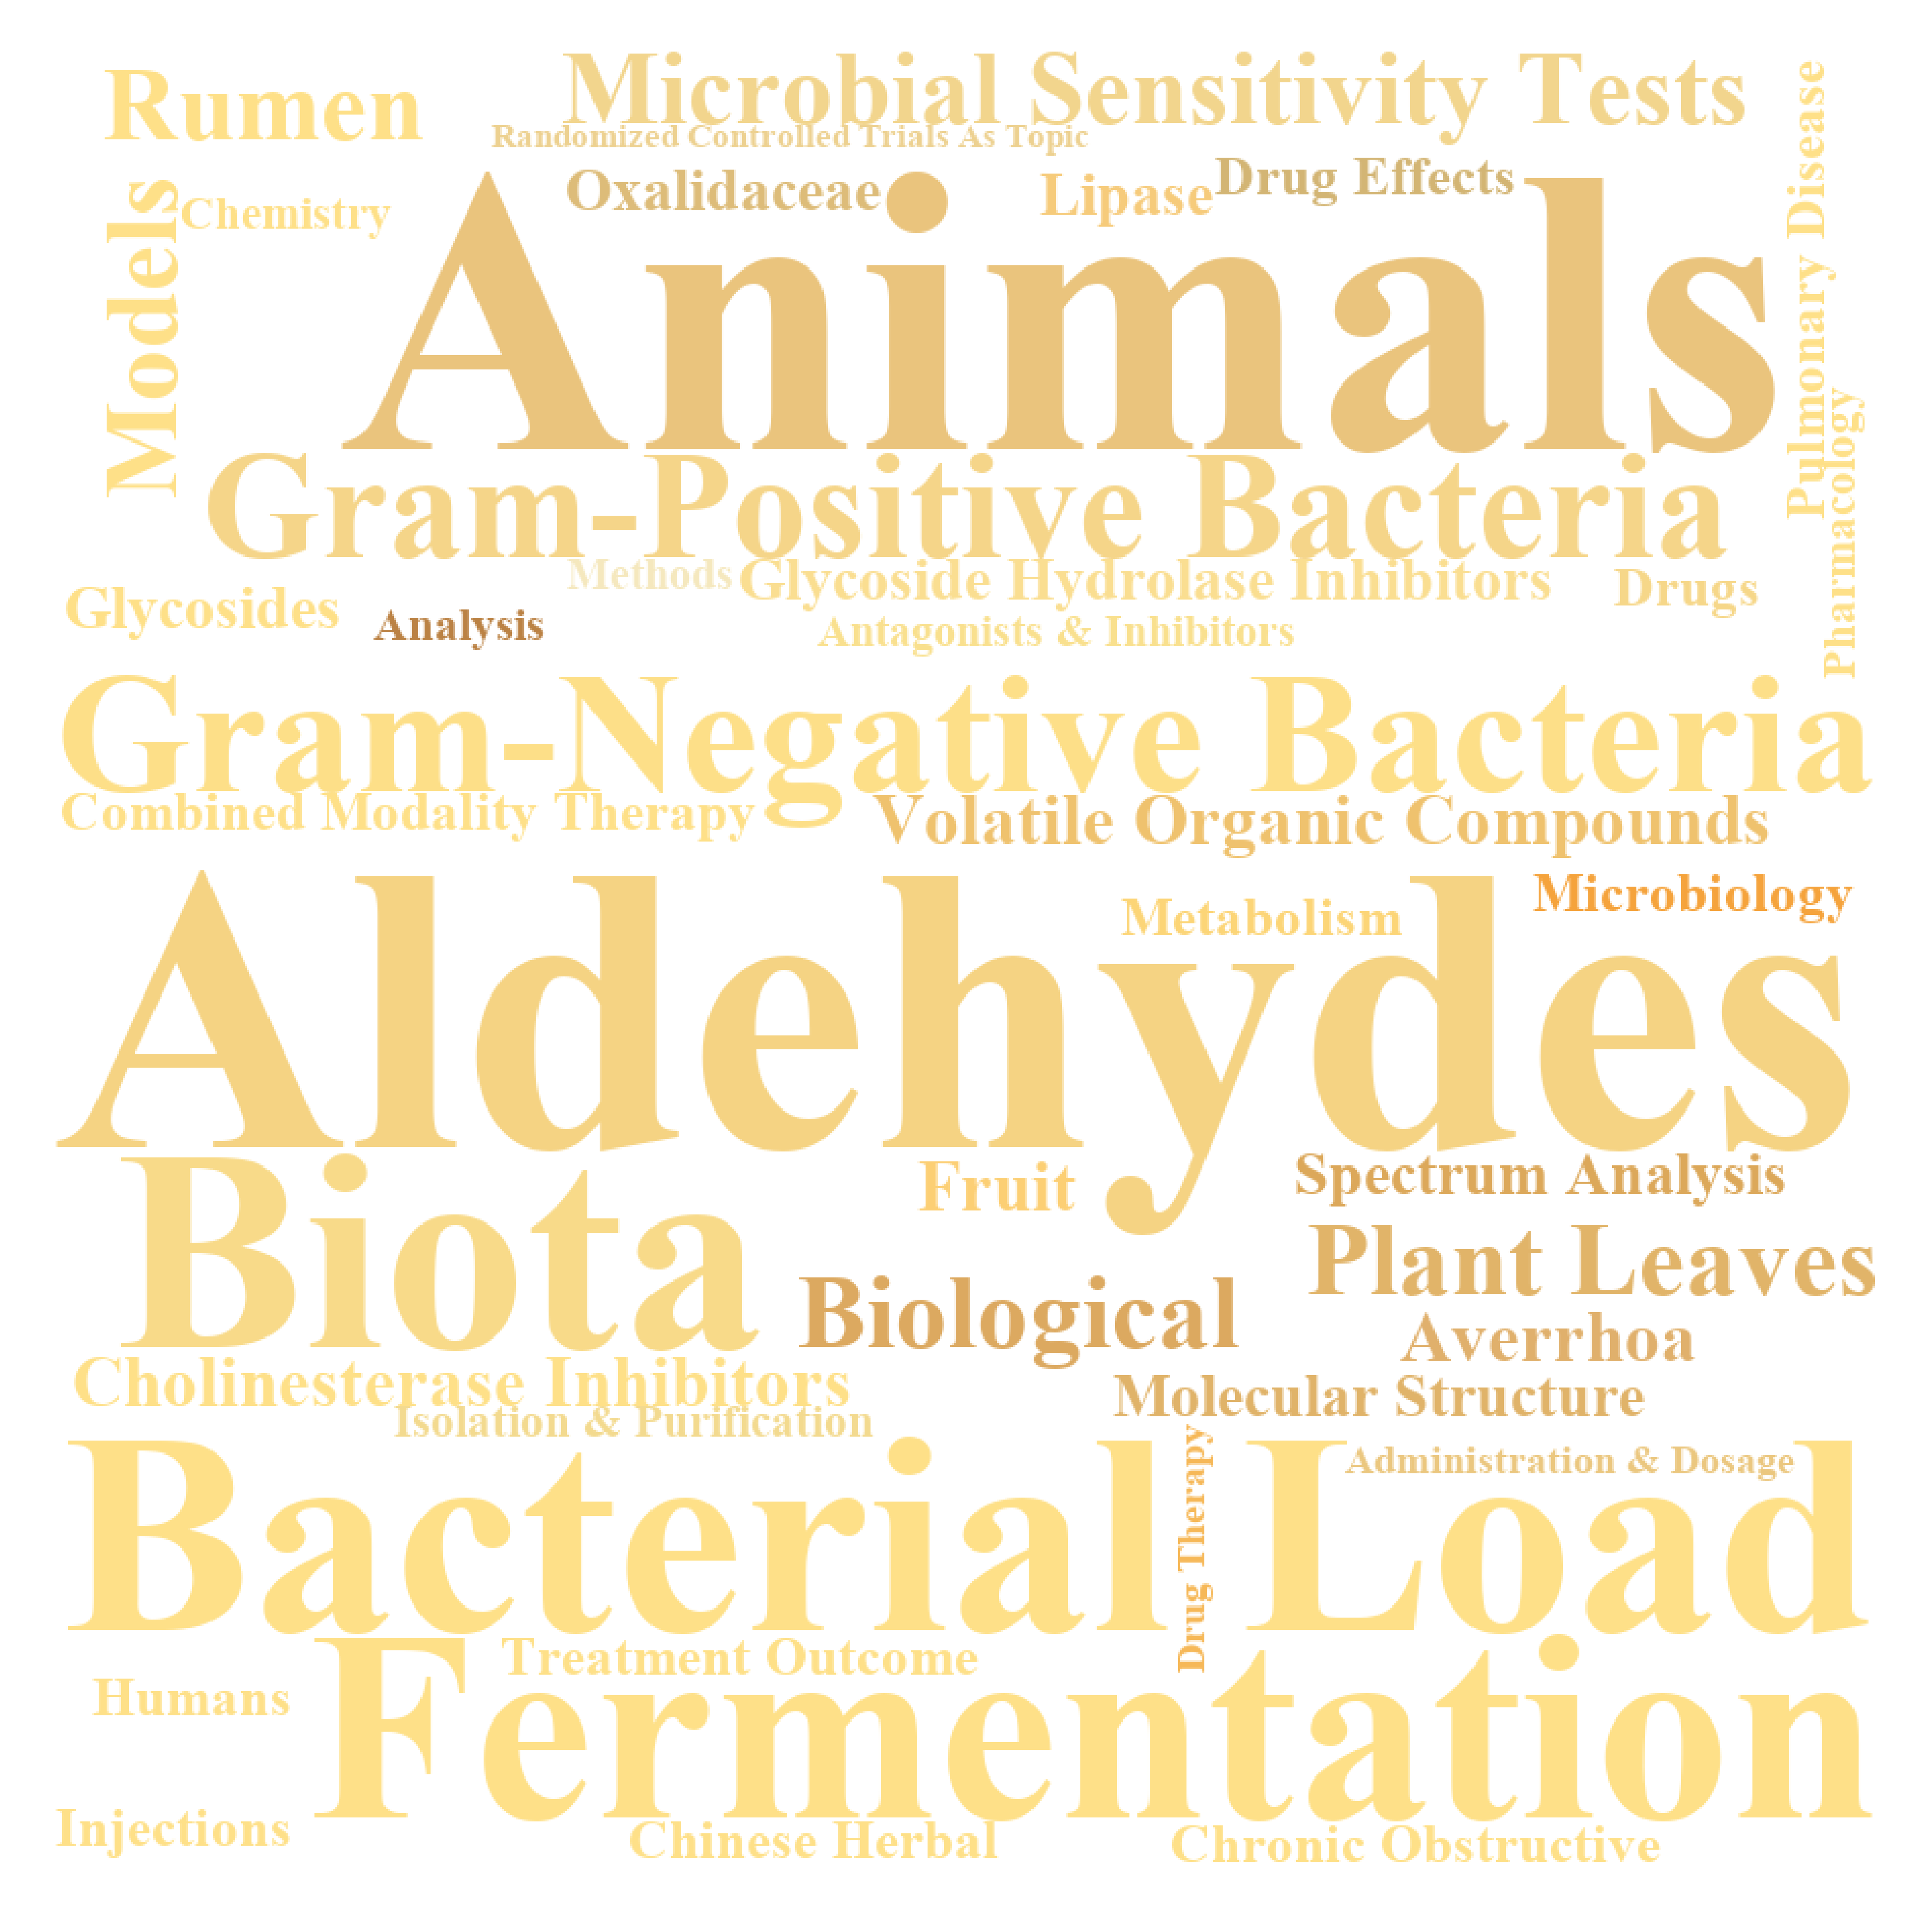 Rumen
Microbial Sensitivity Tests
Randomized Controlled Trials As Topic
Pulmonary Disease
Models
Chemistry
Oxalidaceae
Lipase
Drug Effects
Animals
Pharmacology
Gram-Positive Bacteria
Methods
Glycoside Hydrolase Inhibitors
Drugs
Glycosides
Analysis
Antagonists & Inhibitors
Gram-Negative Bacteria
Combined Modality Therapy
Volatile Organic Compounds
Microbiology
Metabolism
Aldehydes
Fruit
Spectrum Analysis
Biota
Plant Leaves
Biological
Averrhoa
Cholinesterase Inhibitors
Molecular Structure
Isolation & Purification
Administration & Dosage
Drug Therapy
Bacterial Load
Treatment Outcome
Humans
Fermentation
Injections
Chinese Herbal
Chronic Obstructive